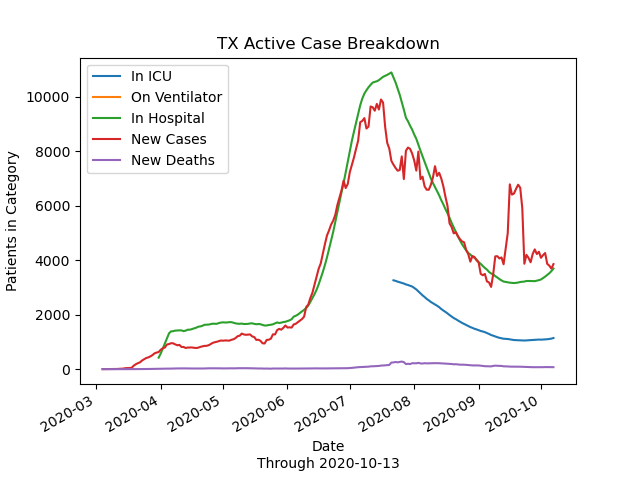 TX Active Case Breakdown
In ICU
On Ventilator
In Hospital
New Cases
New Deaths
Patients in Category
10000
8000
6000
4000
2000
0
2020-03
2020-04
2020-05
2020-06
2020-07
2020-08
2020-09
2020-10
Date
Through 2020-10-13